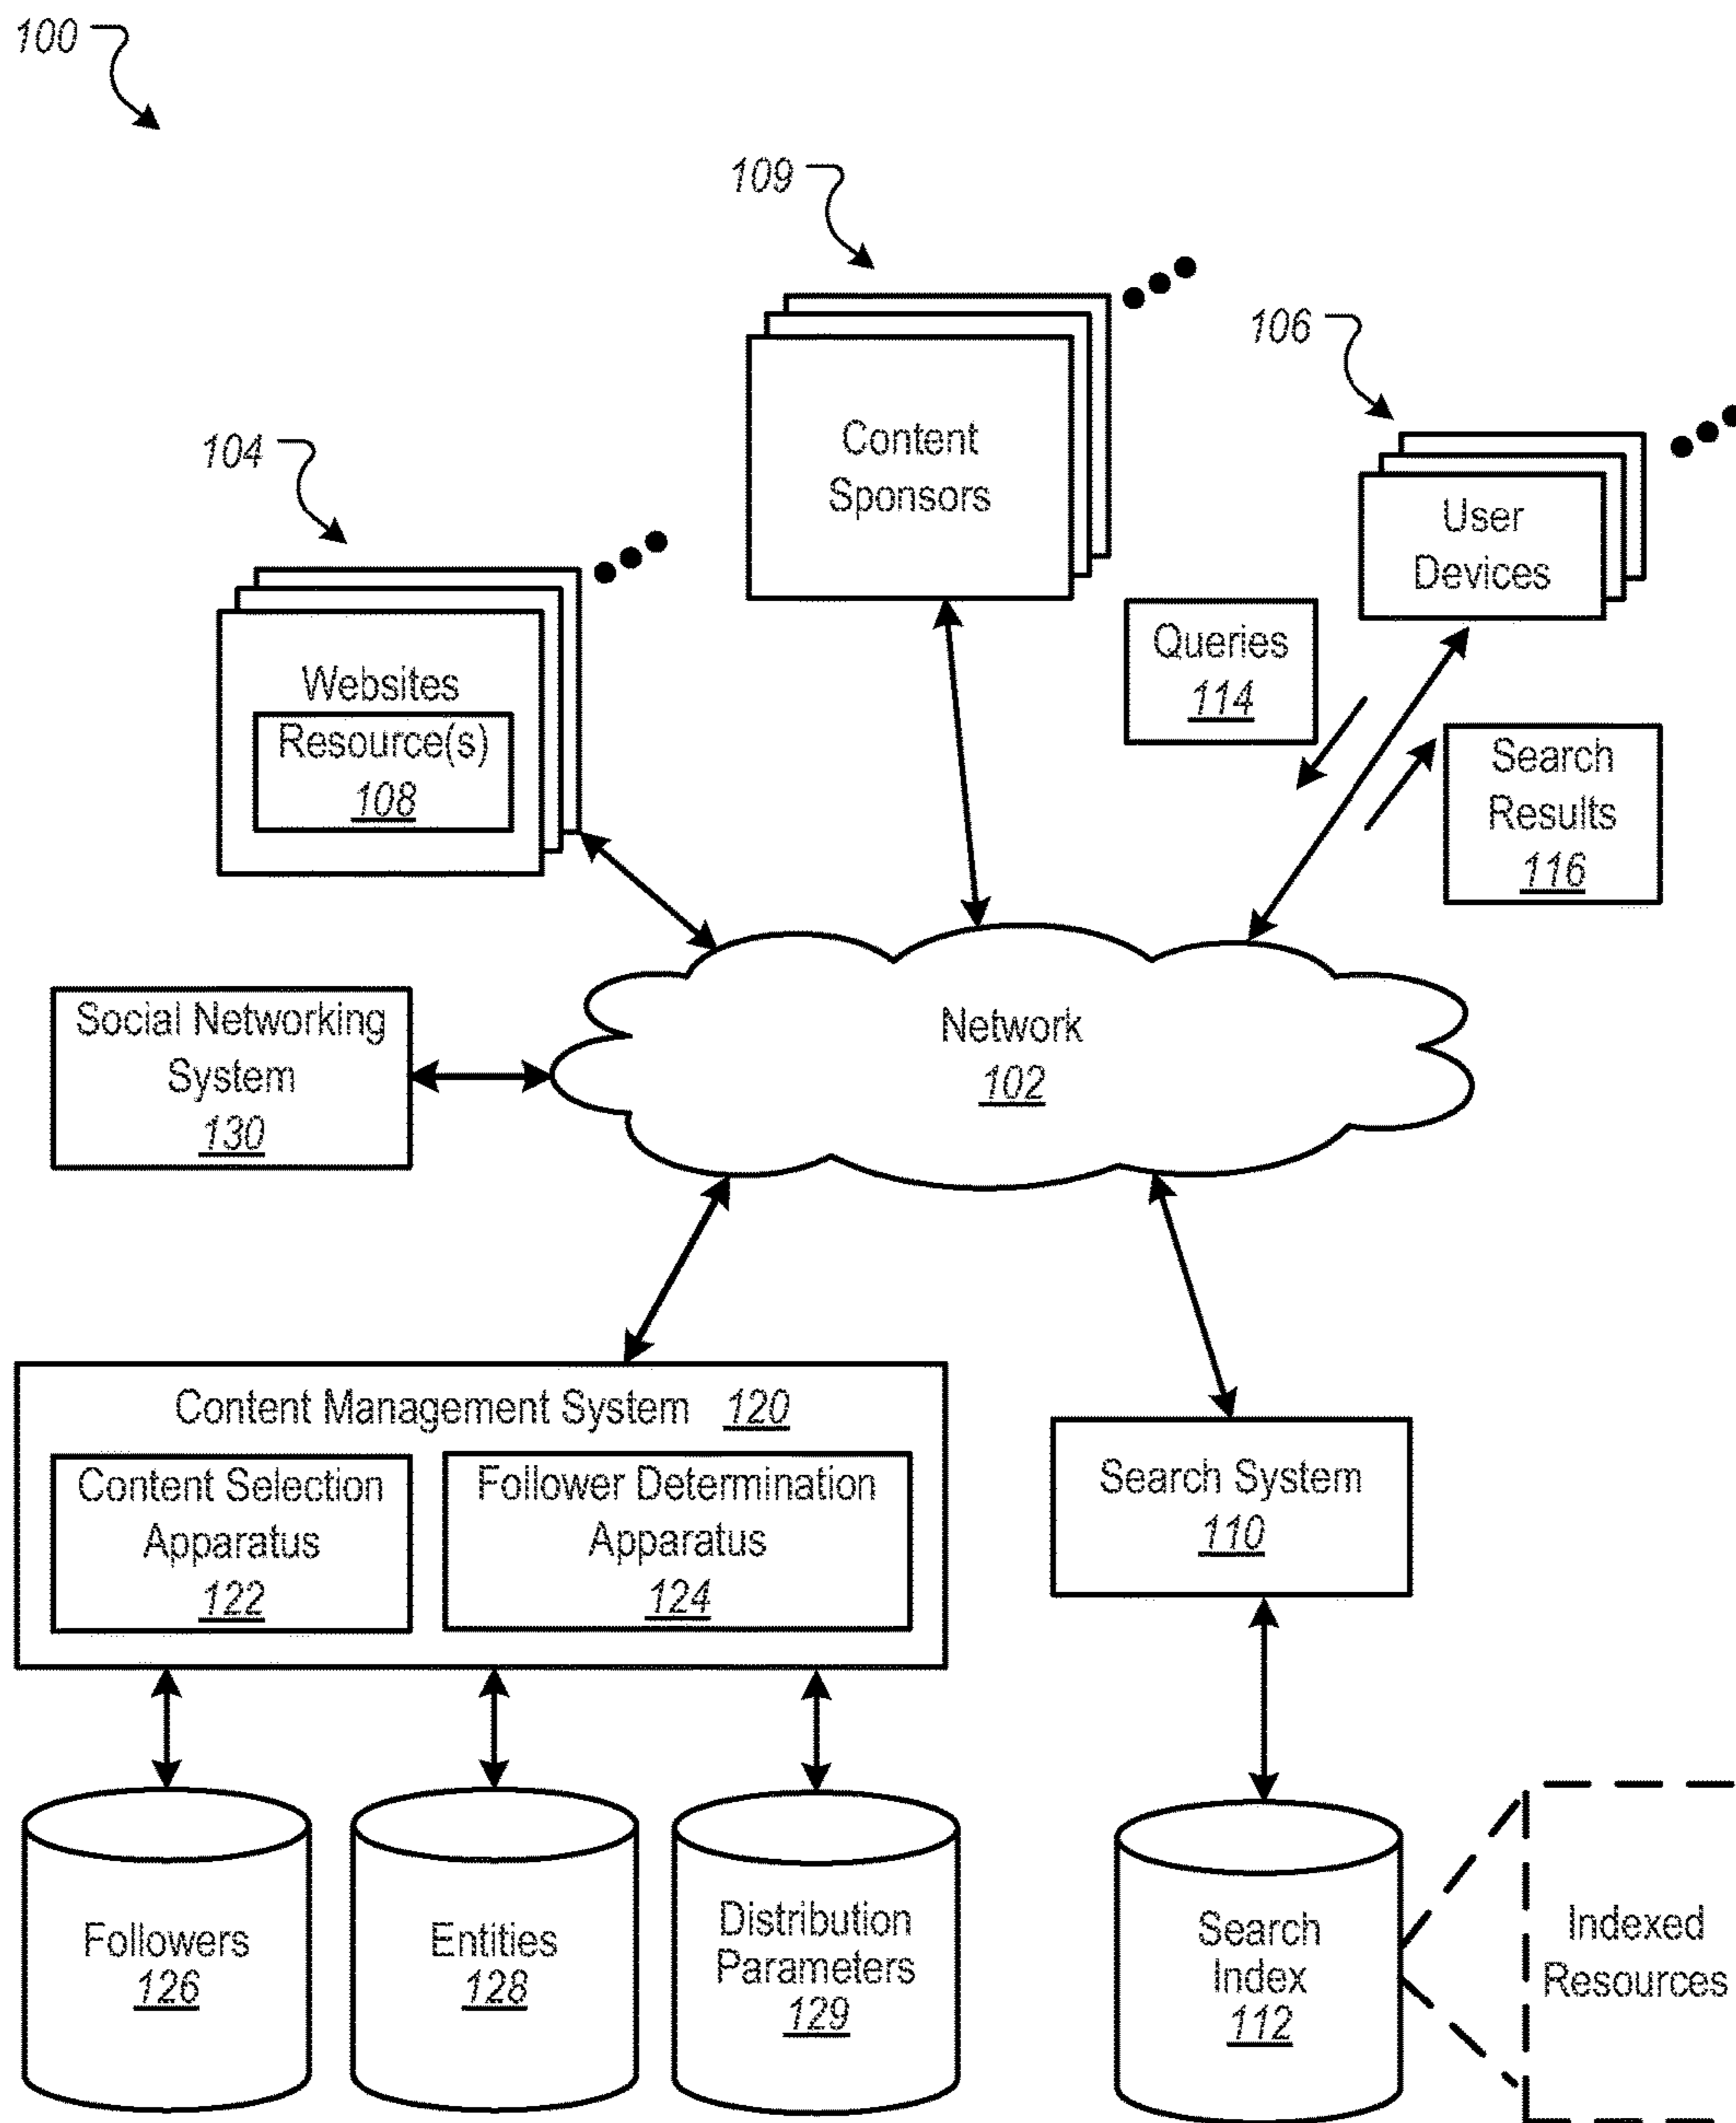 100
109
106
104
Content
Sponsors
User
Devices
Queries
114
Websites
Resource(s)
108
Search
Results
116
Social Networking
System
130
Network
102
Content Management System 120
Content Selection
Apparatus
122
Follower Determination
Apparatus
124
Search System
110
Followers
126
Entities
128
Distribution
Parameters
129
Search
Index
112
Indexed
Resources